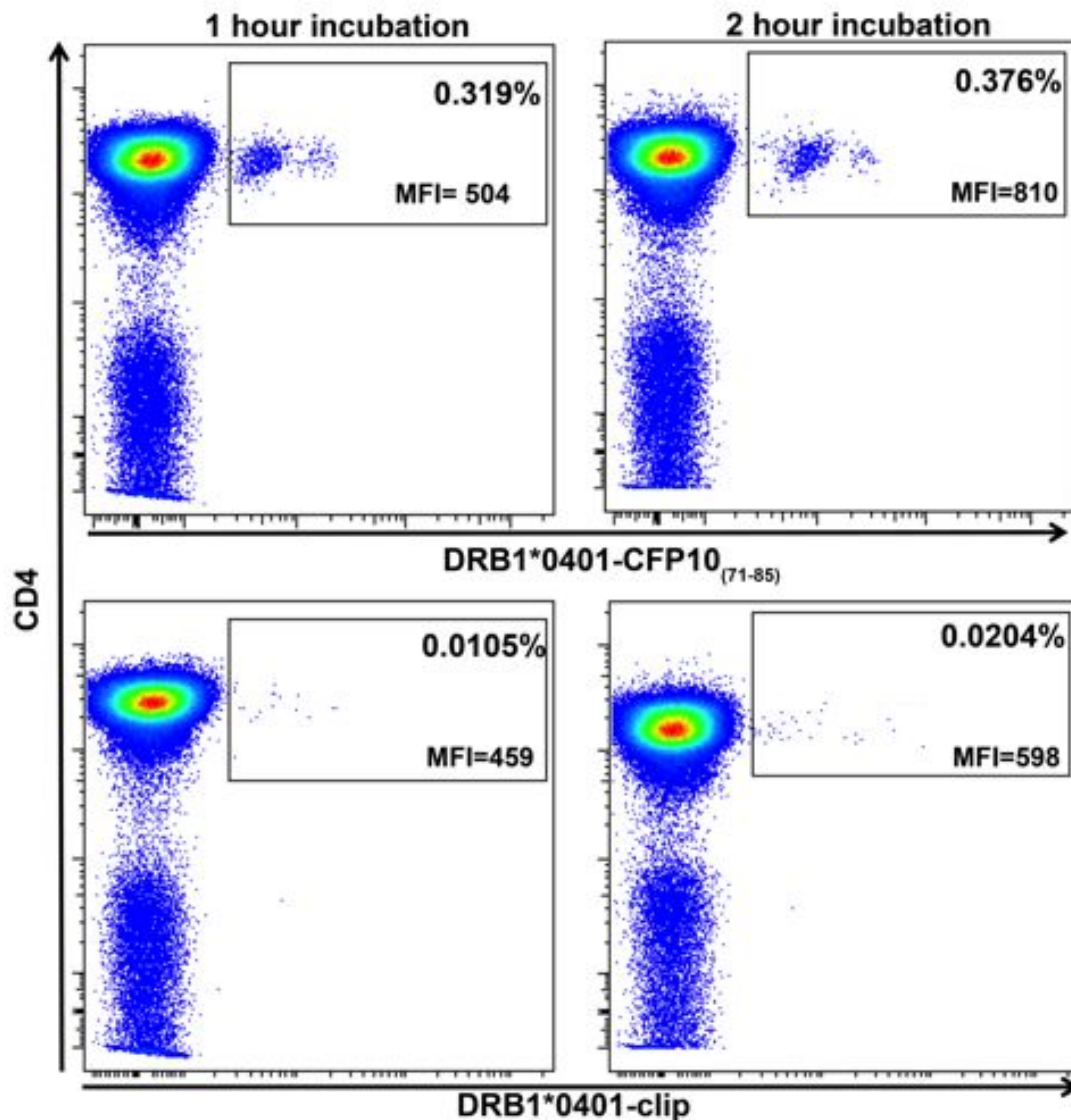 1 hour incubation
2 hour incubation
0.319%
MFI= 504
0.376%
MFI=810
DRB1*0401-CFP10(71-85)
CD4
0.0105%
MFI=459
0.0204%
MFI=598
DRB1*0401-clip